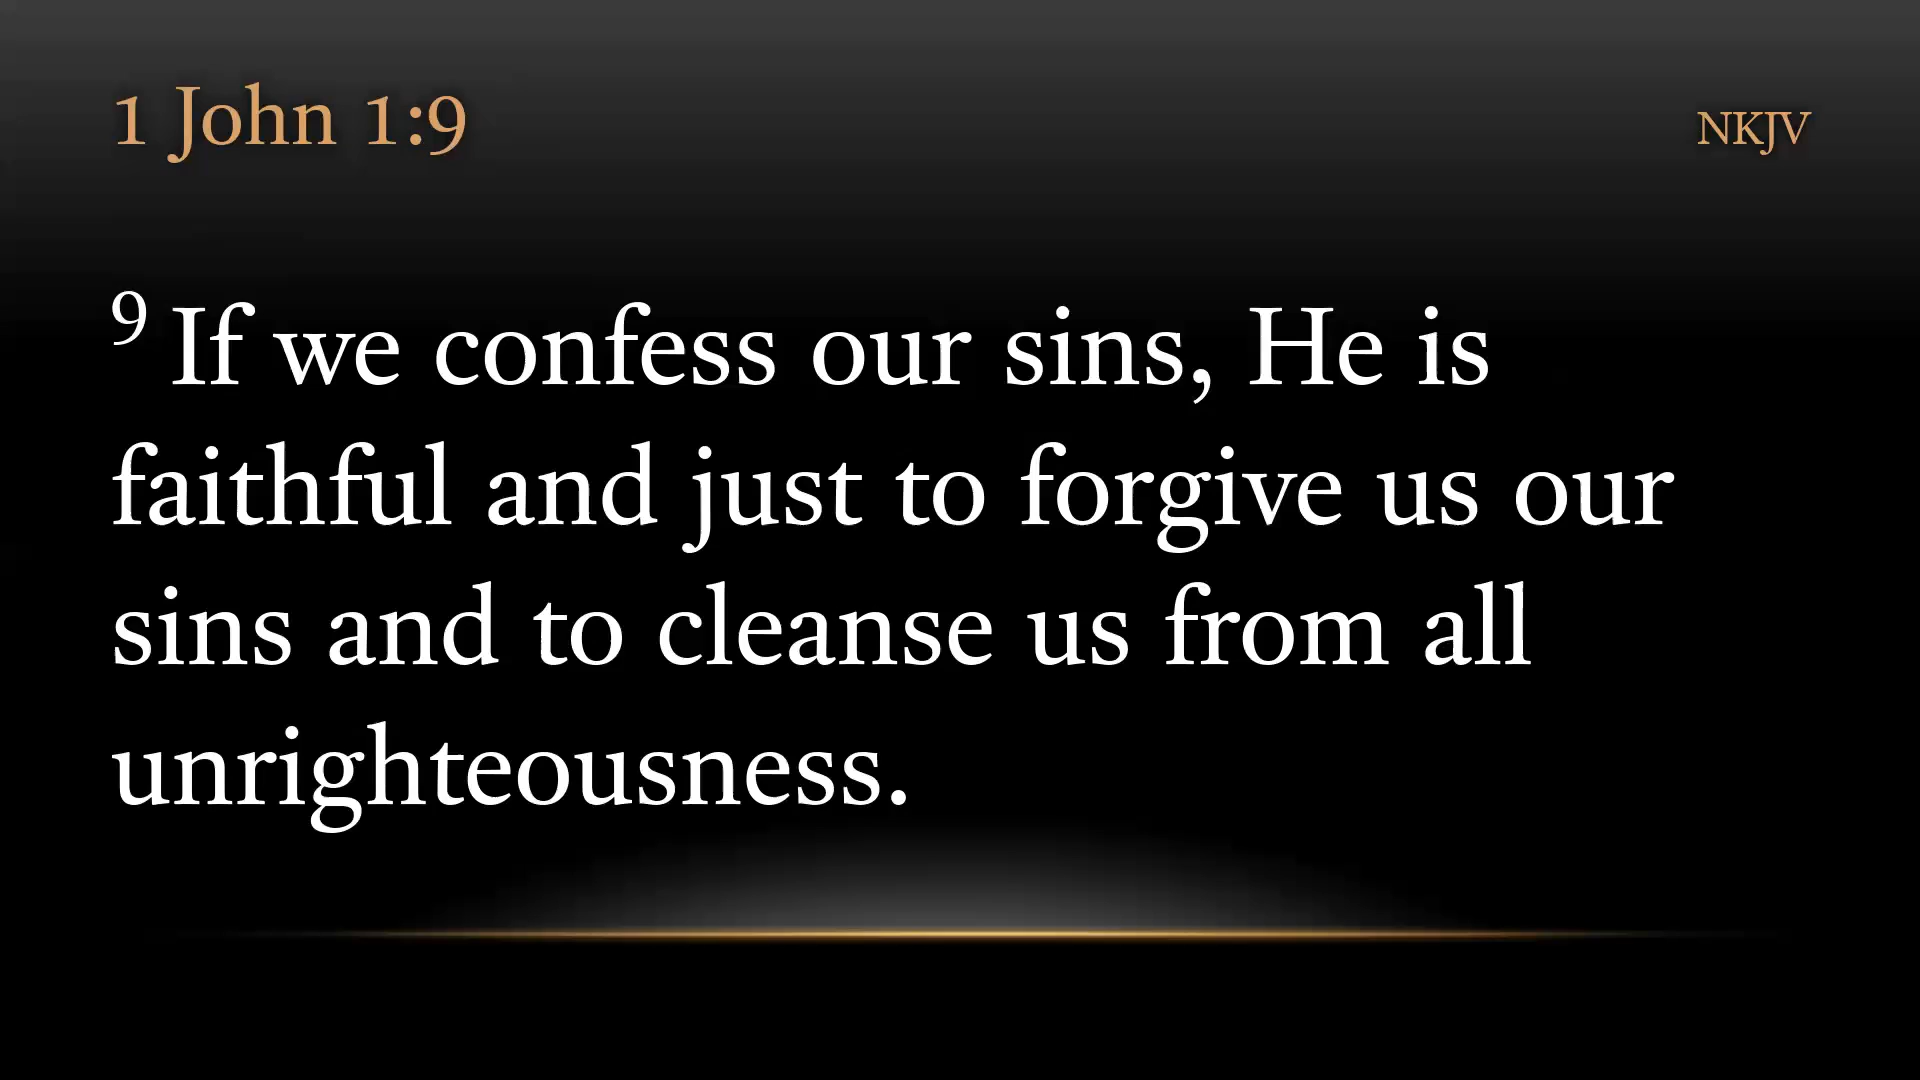 1 John 1:9
NKJV
9 If we confess our sins, He is
faithful and just to forgive us our
sins and to cleanse us from all
unrighteousness.